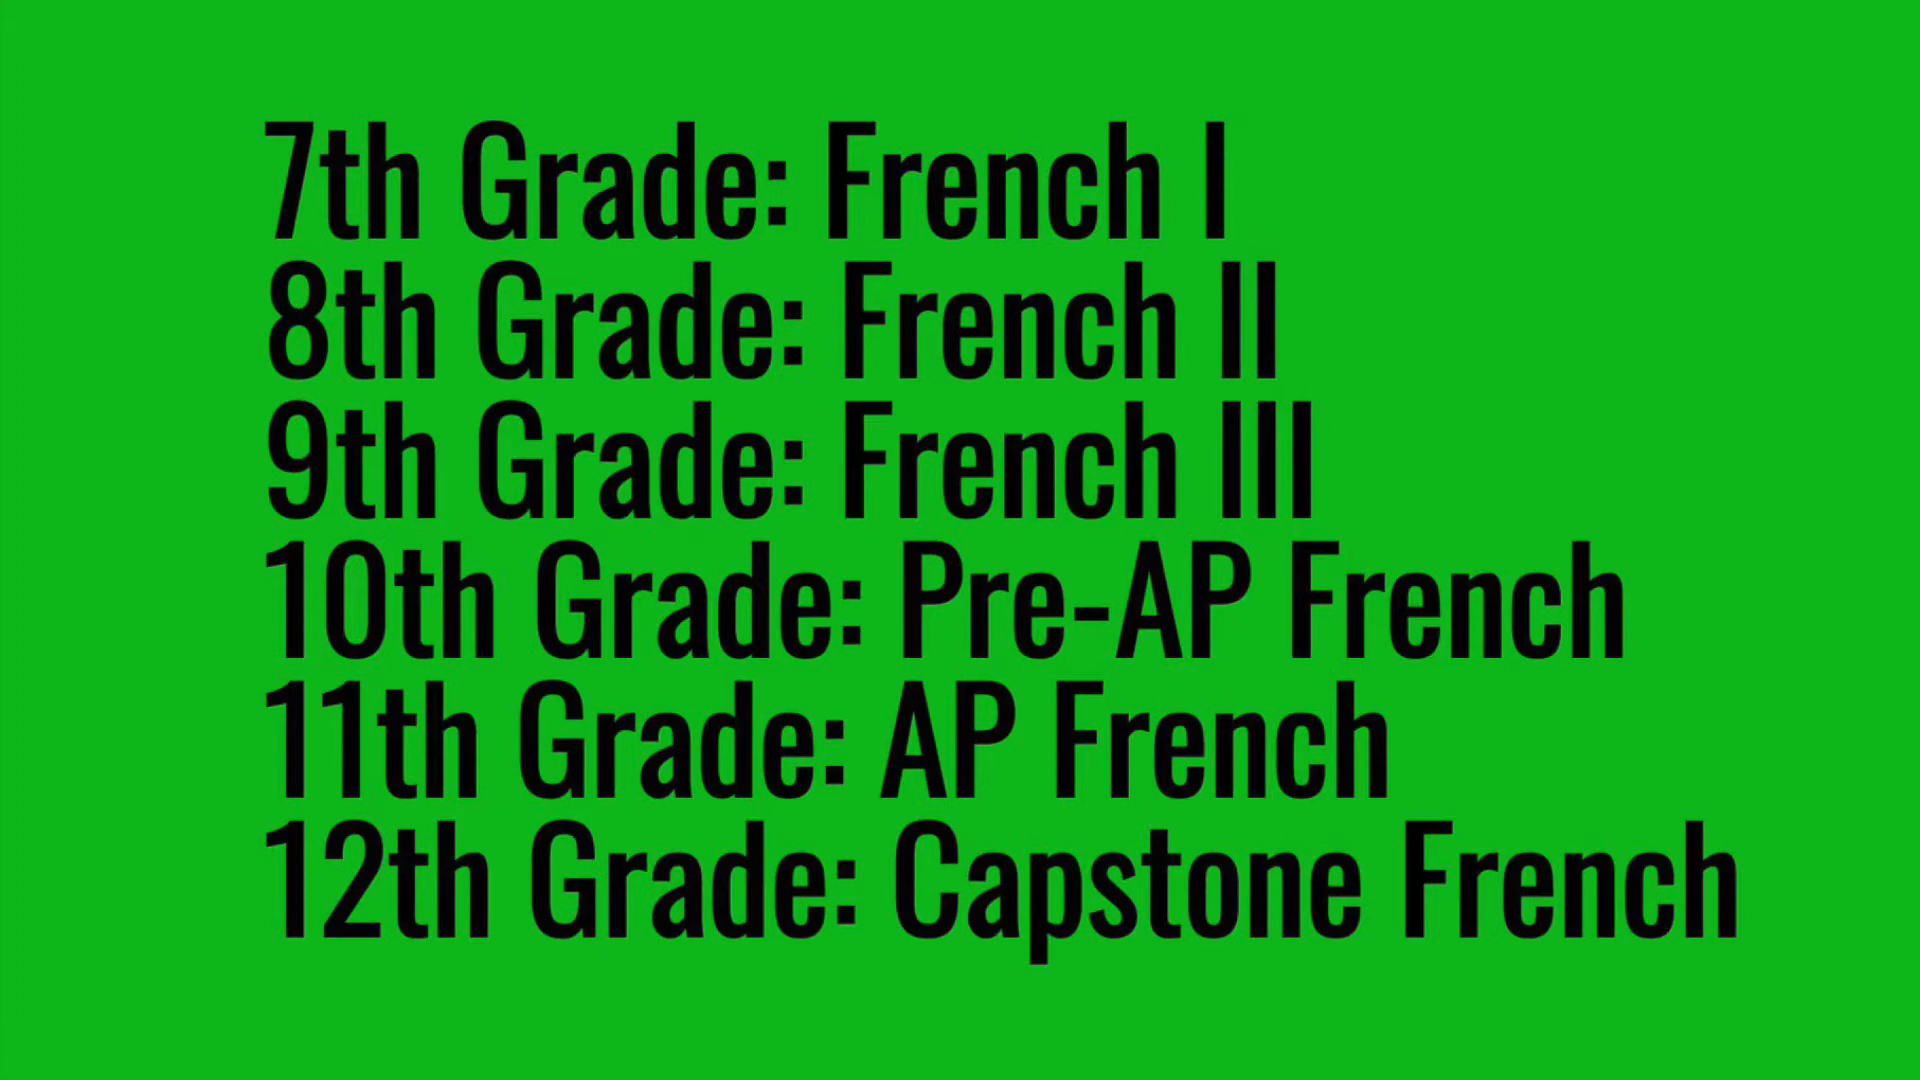 7th Grade: French I
8th Grade: French II
9th Grade: French III
10th Grade: Pre-AP French
11th Grade: AP French
12th Grade: Capstone French